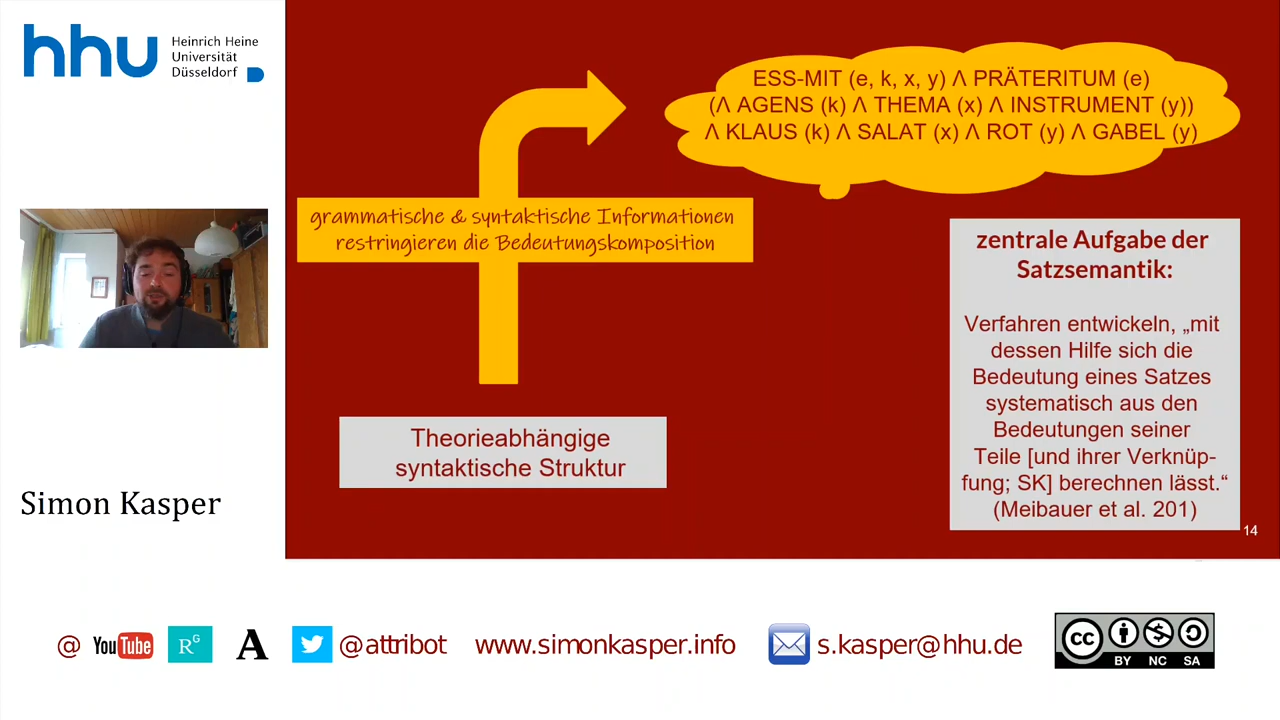 hhu
Heinrich Heine
Universität
Düsseldorf
ESS-MIT (e, k, x, y) Λ PRÄTERITUM (e)
(Λ AGENS (k) Λ THEMA (x) Λ INSTRUMENT (y))
Λ KLAUS (k) Λ SALAT (x) Λ ROT (y) Λ GABEL (y)
grammatische & syntaktische Informationen
restringieren die Bedeutungskomposition
Theorieabhängige
syntaktische Struktur
zentrale Aufgabe der
Satzsemantik:
Verfahren entwickeln, „mit
dessen Hilfe sich die
Bedeutung eines Satzes
systematisch aus den
Bedeutungen seiner
Teile [und ihrer Verknüp-
fung; SK] berechnen lässt.“
(Meibauer et al. 201)
14
Simon Kasper
@ YouTube RG A @attribot www.simonkasper.info s.kasper@hhu.de
cc BY NC SA